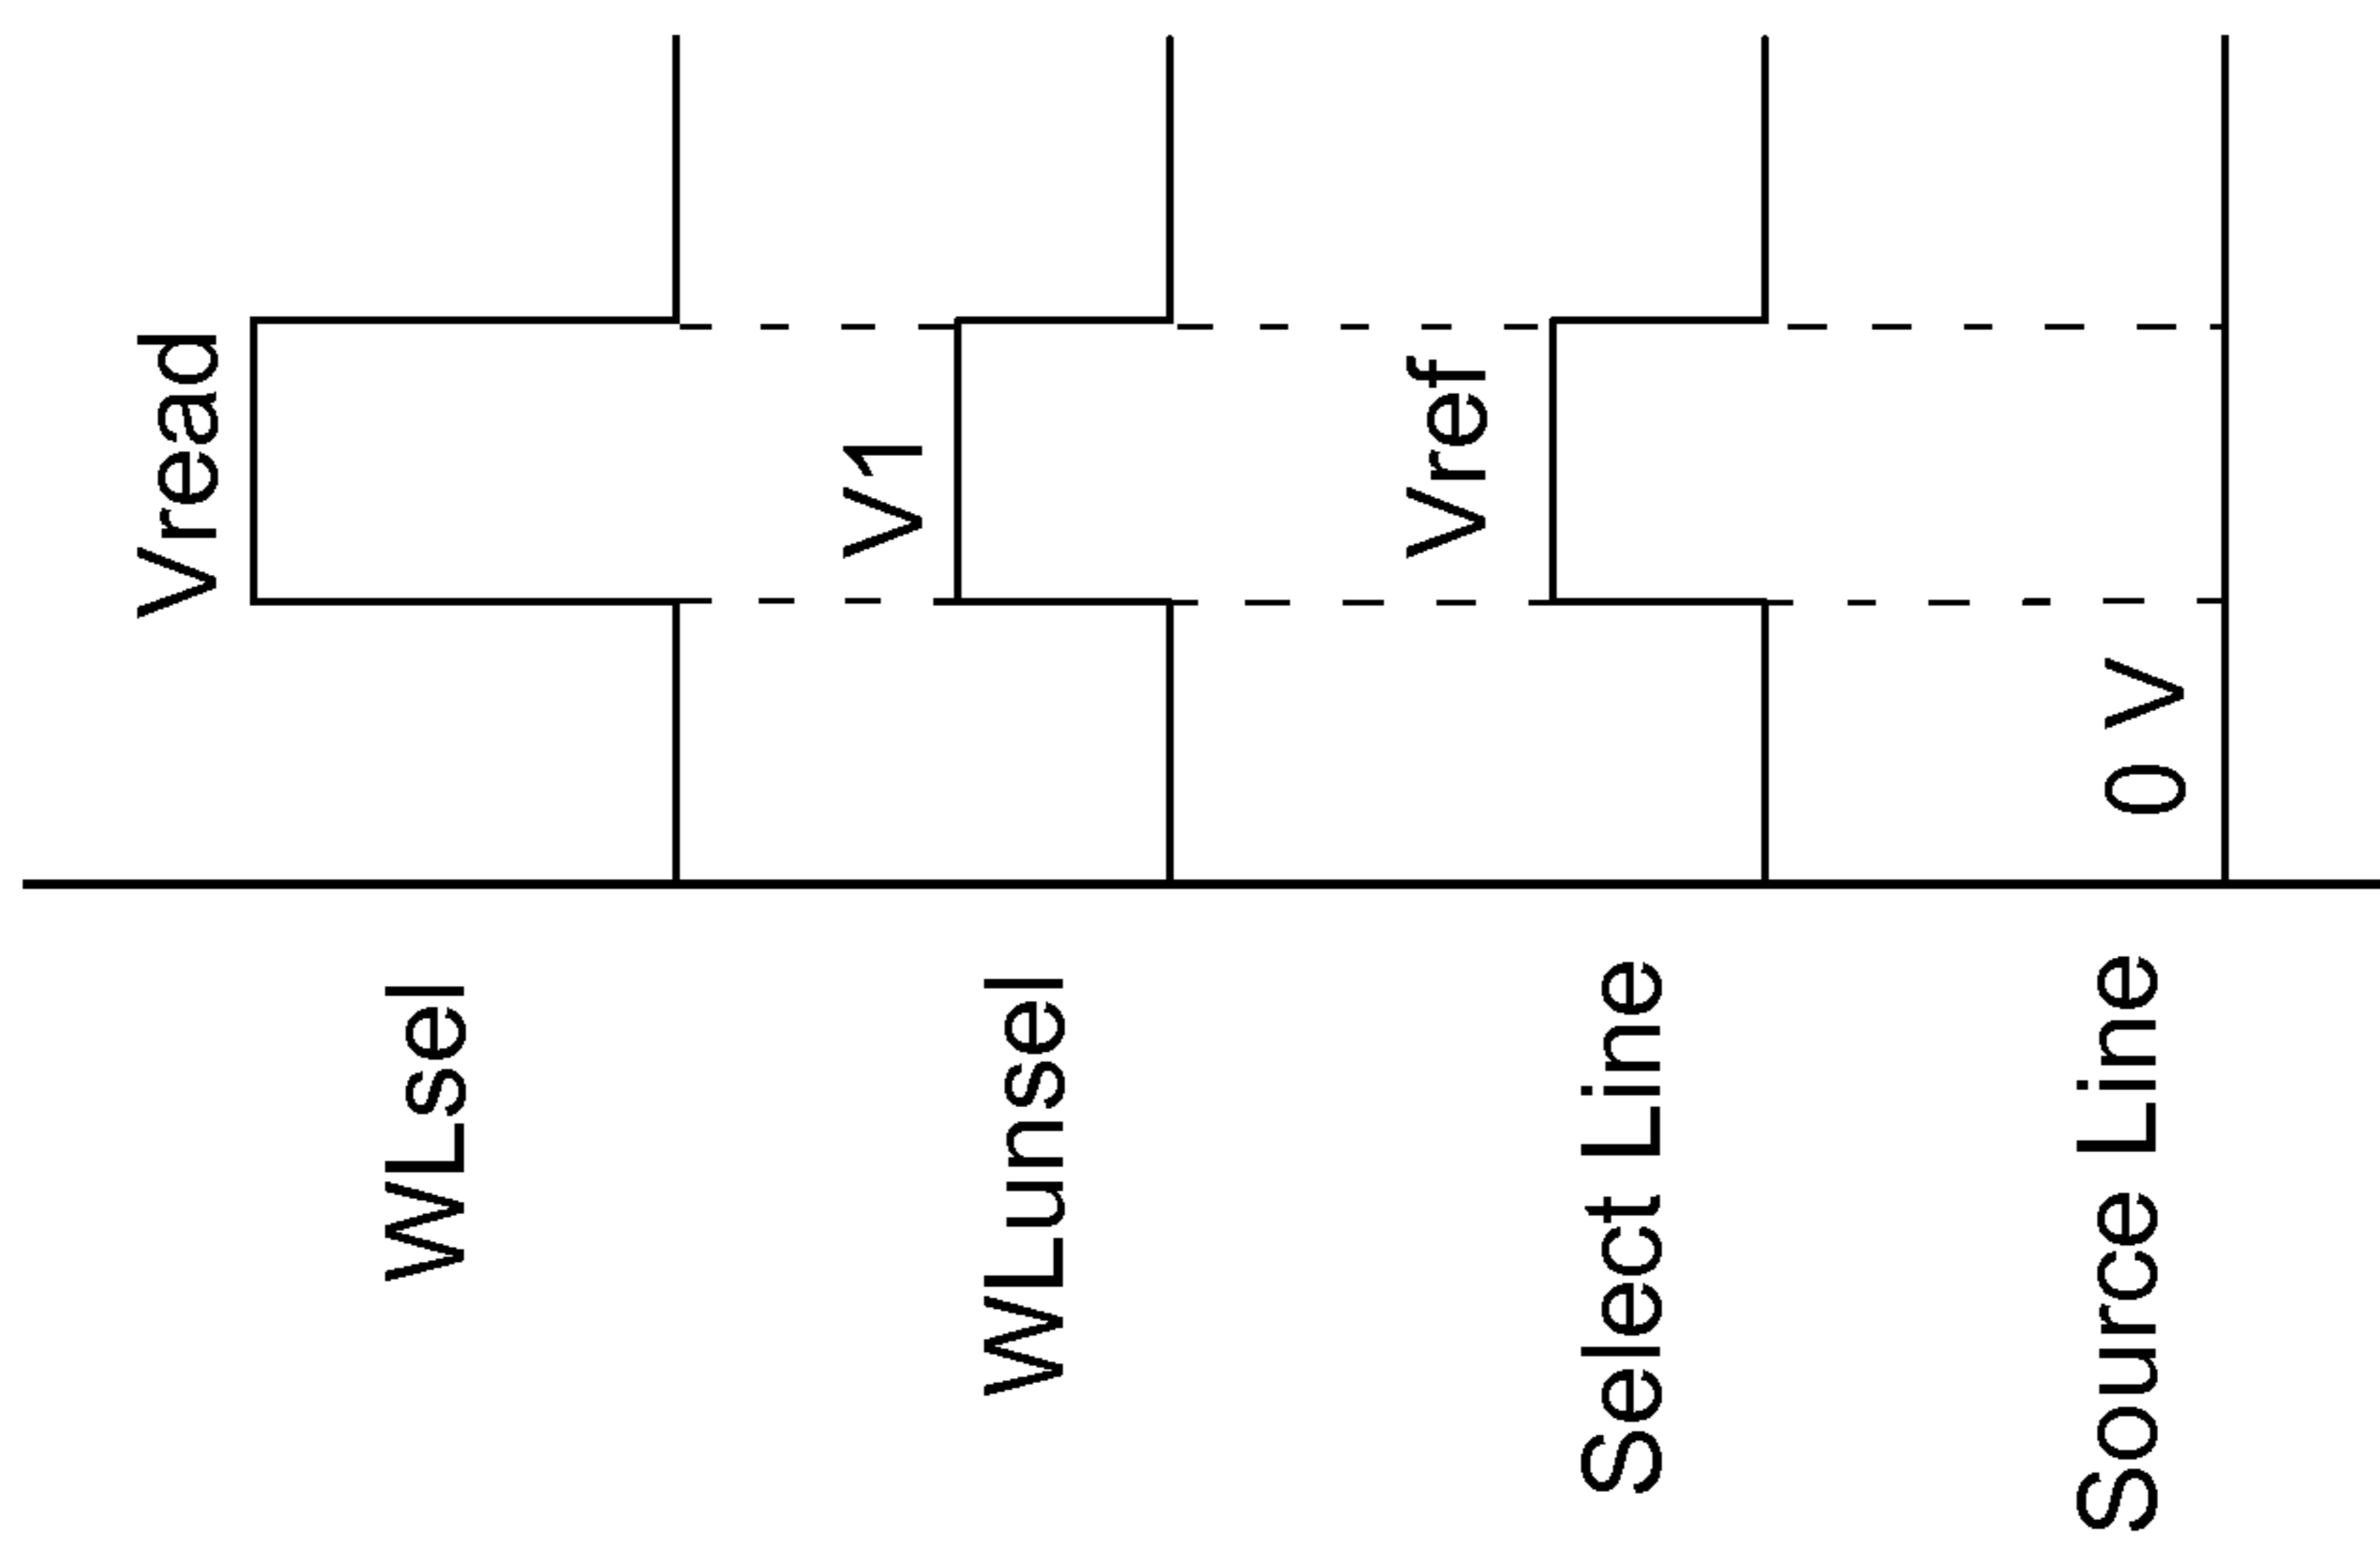 WLsel
Vread
WLunsel
V1
Select Line
Vref
Source Line
0 V